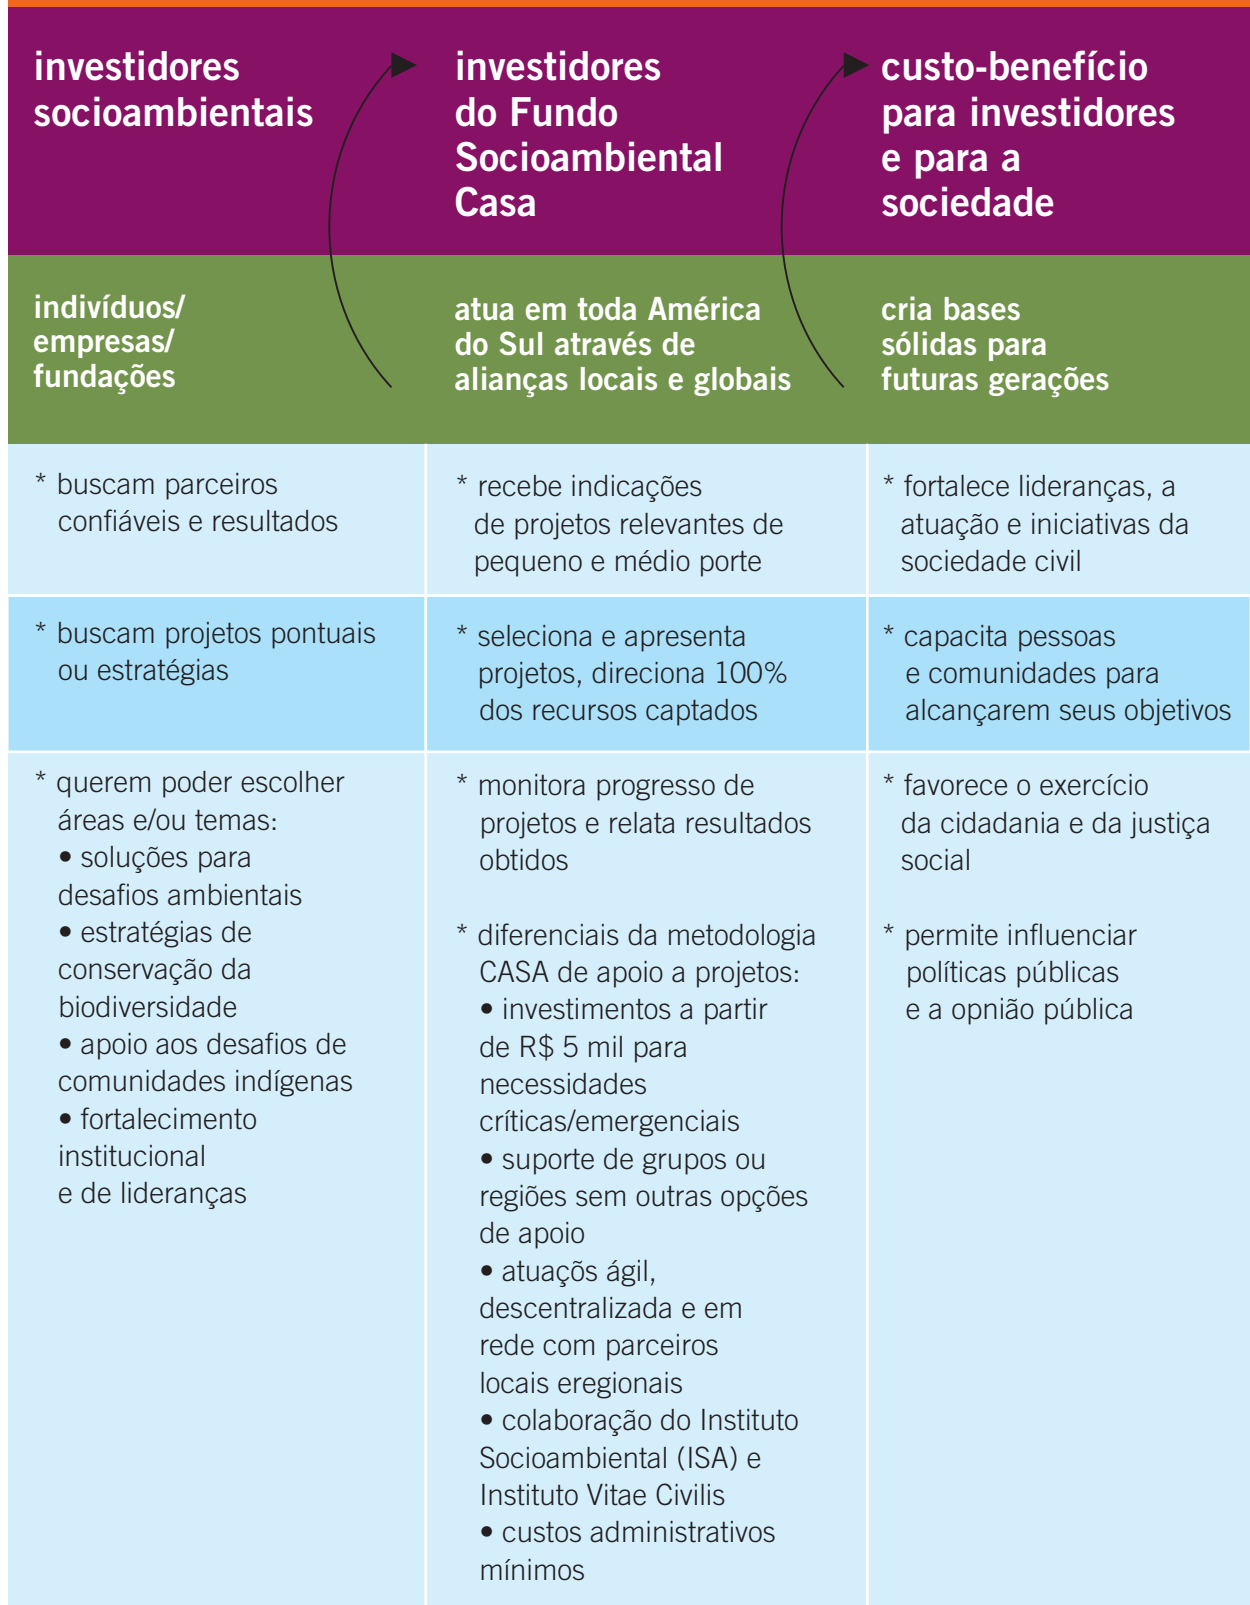 investidores
socioambientais
investidores
do Fundo
Socioambiental
Casa
custo-benefício
para investidores
e para a
sociedade
indivíduos/
empresas/
fundações
atua em toda América
do Sul através de
alianças locais e globais
cria bases
sólidas para
futuras gerações
* buscam parceiros
confiáveis e resultados
* recebe indicações
de projetos relevantes de
pequeno e médio porte
* fortalece lideranças, a
atuação e iniciativas da
sociedade civil
* buscam projetos pontuais
ou estratégias
* seleciona e apresenta
projetos, direciona 100%
dos recursos captados
* capacita pessoas
e comunidades para
alcançarem seus objetivos
* querem poder escolher
áreas e/ou temas:
• soluções para
desafios ambientais
• estratégias de
conservação da
biodiversidade
• apoio aos desafios de
comunidades indígenas
• fortalecimento
institucional
e de lideranças
* monitora progresso de
projetos e relata resultados
obtidos
* diferenciais da metodologia
CASA de apoio a projetos:
• investimentos a partir
de R$ 5 mil para
necessidades
críticas/emergenciais
• suporte de grupos ou
regiões sem outras opções
de apoio
• atuaçõs ágil,
descentralizada e em
rede com parceiros
locais eregionais
• colaboração do Instituto
Socioambiental (ISA) e
Instituto Vitae Civilis
• custos administrativos
mínimos
* favorece o exercício
da cidadania e da justiça
social
* permite influenciar
políticas públicas
e a opnião pública